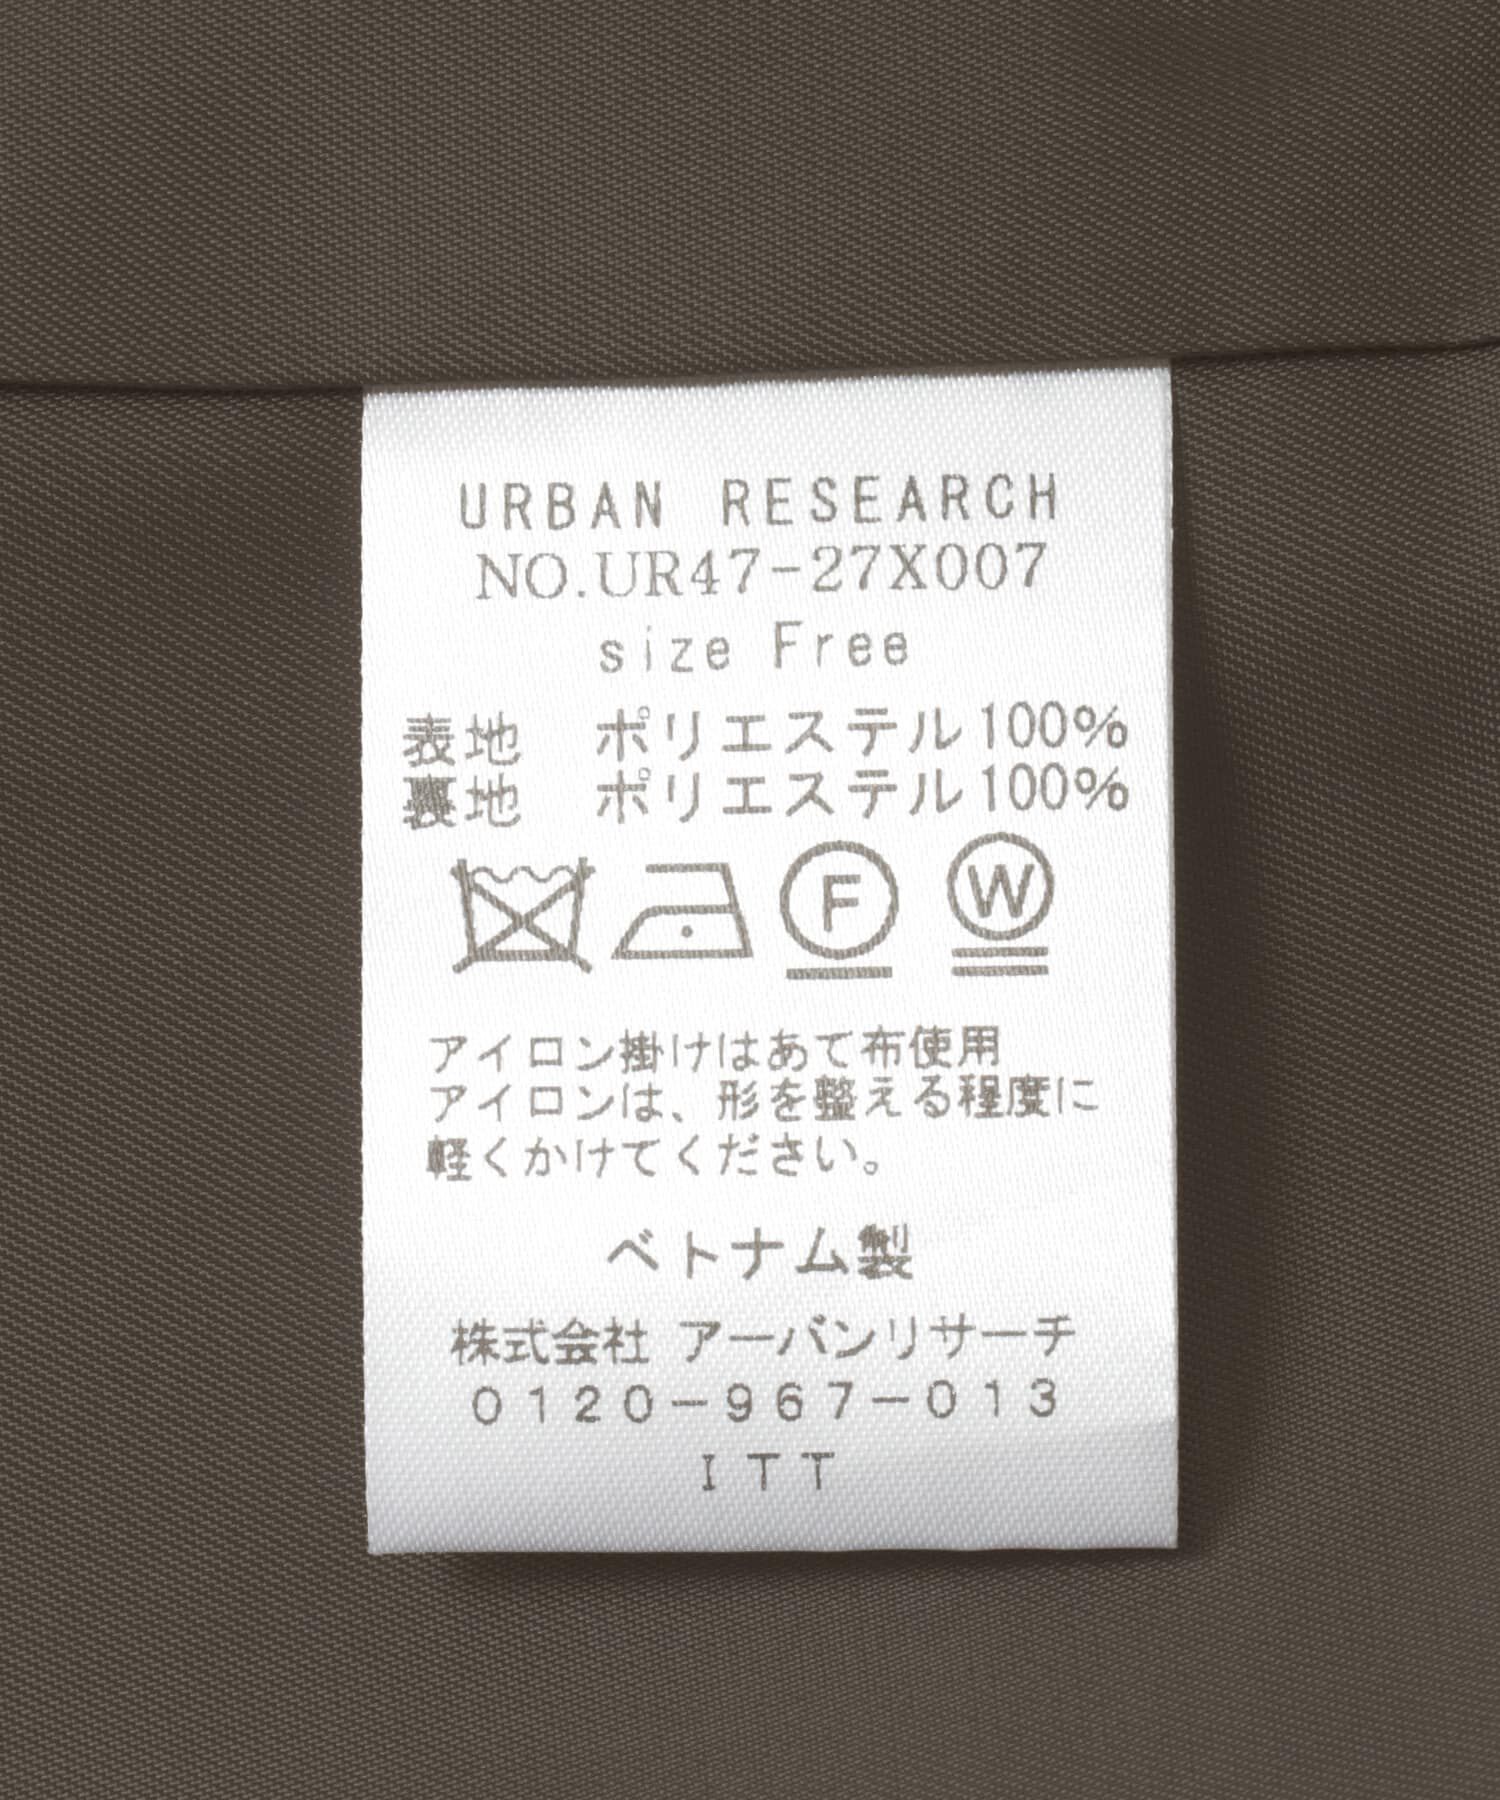 URBAN RESEARCH
NO.UR47-27X007
size Free
表地 ポリエステル100%
裏地 ポリエステル100%
F W
アイロン掛けはあて布使用
アイロンは、形を整える程度に
軽くかけてください。
ベトナム製
株式会社 アーバンリサーチ
0120-967-013
ITT